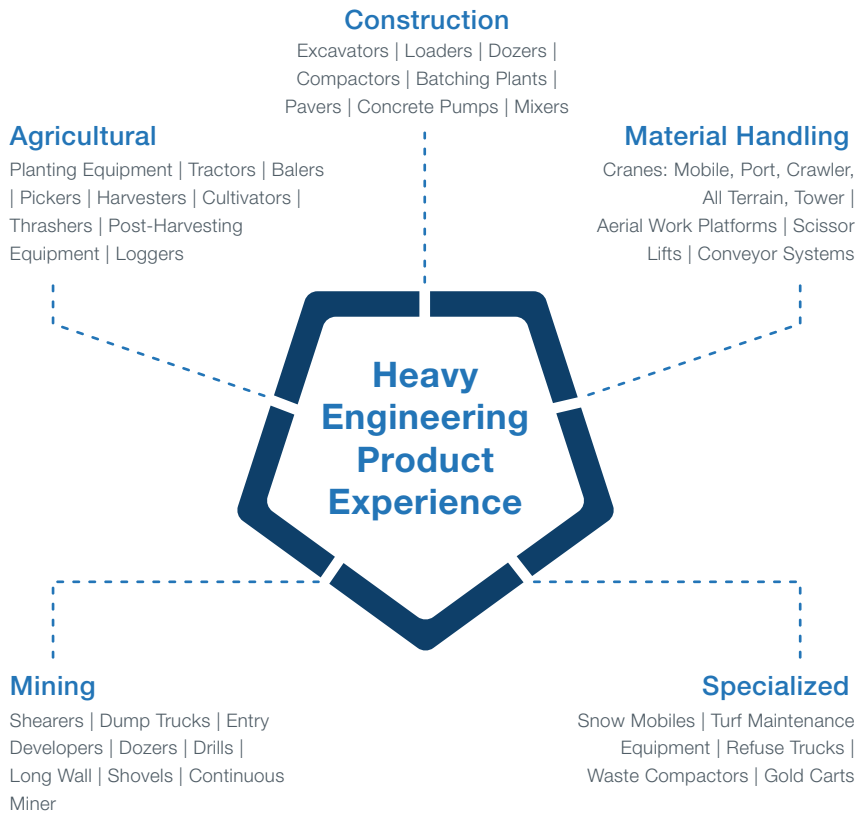 Construction
Excavators | Loaders | Dozers |
Compactors | Batching Plants |
Pavers | Concrete Pumps | Mixers
Agricultural
Planting Equipment | Tractors | Balers
| Pickers | Harvesters | Cultivators |
Thrashers | Post-Harvesting
Equipment | Loggers
Material Handling
Cranes: Mobile, Port, Crawler,
All Terrain, Tower |
Aerial Work Platforms | Scissor
Lifts | Conveyor Systems
Heavy
Engineering
Product
Experience
Mining
Shearers | Dump Trucks | Entry
Developers | Dozers | Drills |
Long Wall | Shovels | Continuous
Miner
Specialized
Snow Mobiles | Turf Maintenance
Equipment | Refuse Trucks |
Waste Compactors | Gold Carts